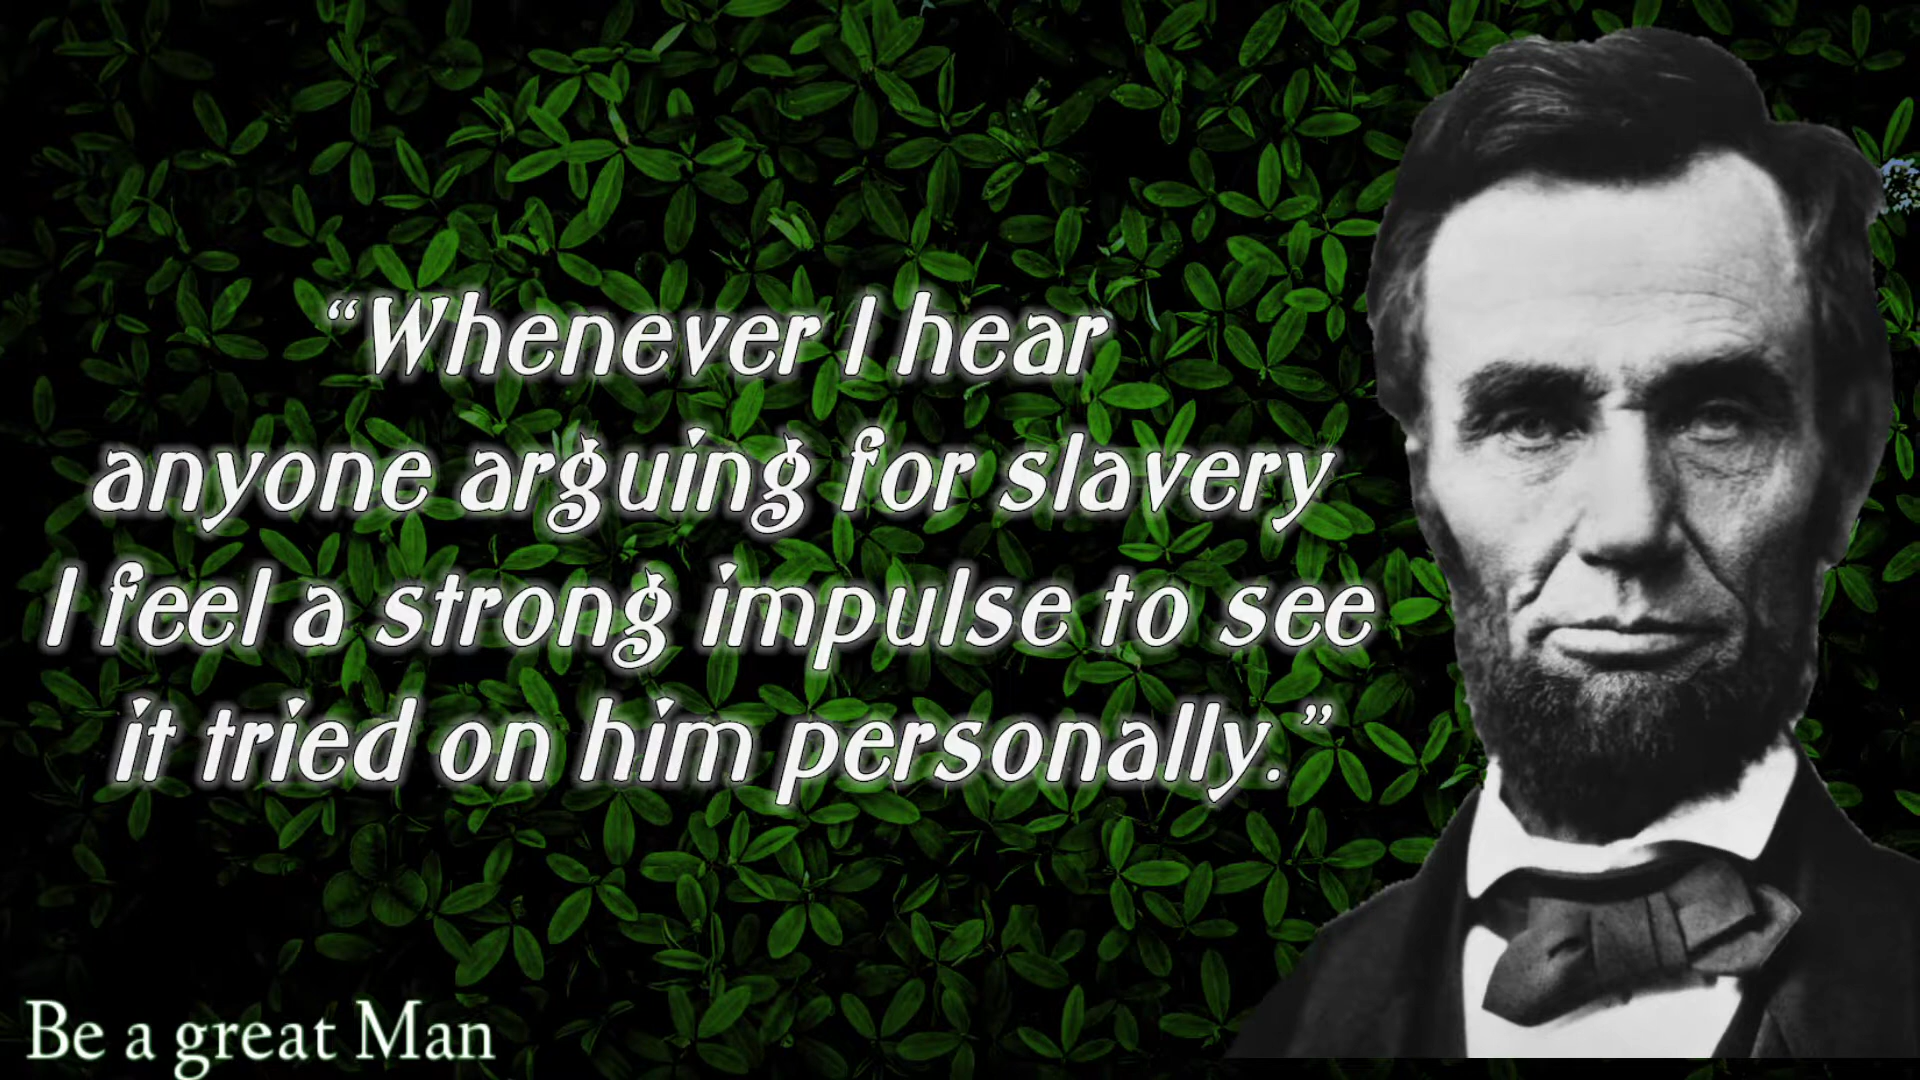 “Whenever I hear
anyone arguing for slavery
I feel a strong impulse to see
it tried on him personally.”
Be a great Man